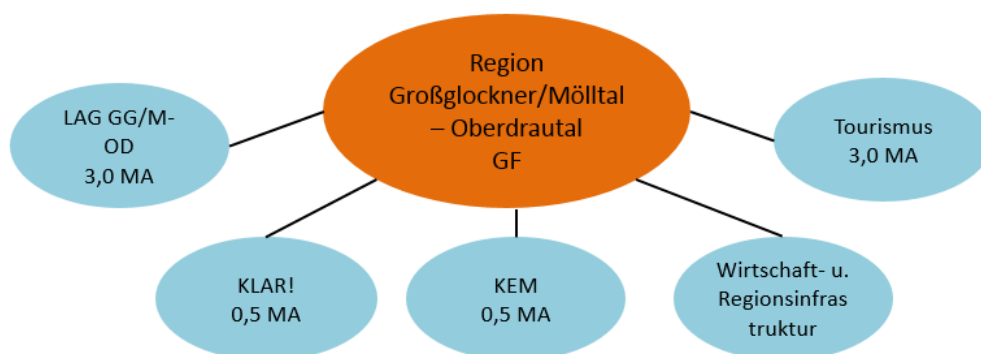 Region
Großglockner/Mölltal
– Oberdrautal
GF
LAG GG/M-
OD
3,0 MA
Tourismus
3,0 MA
KLAR!
0,5 MA
KEM
0,5 MA
Wirtschaft- u.
Regionsinfras
truktur